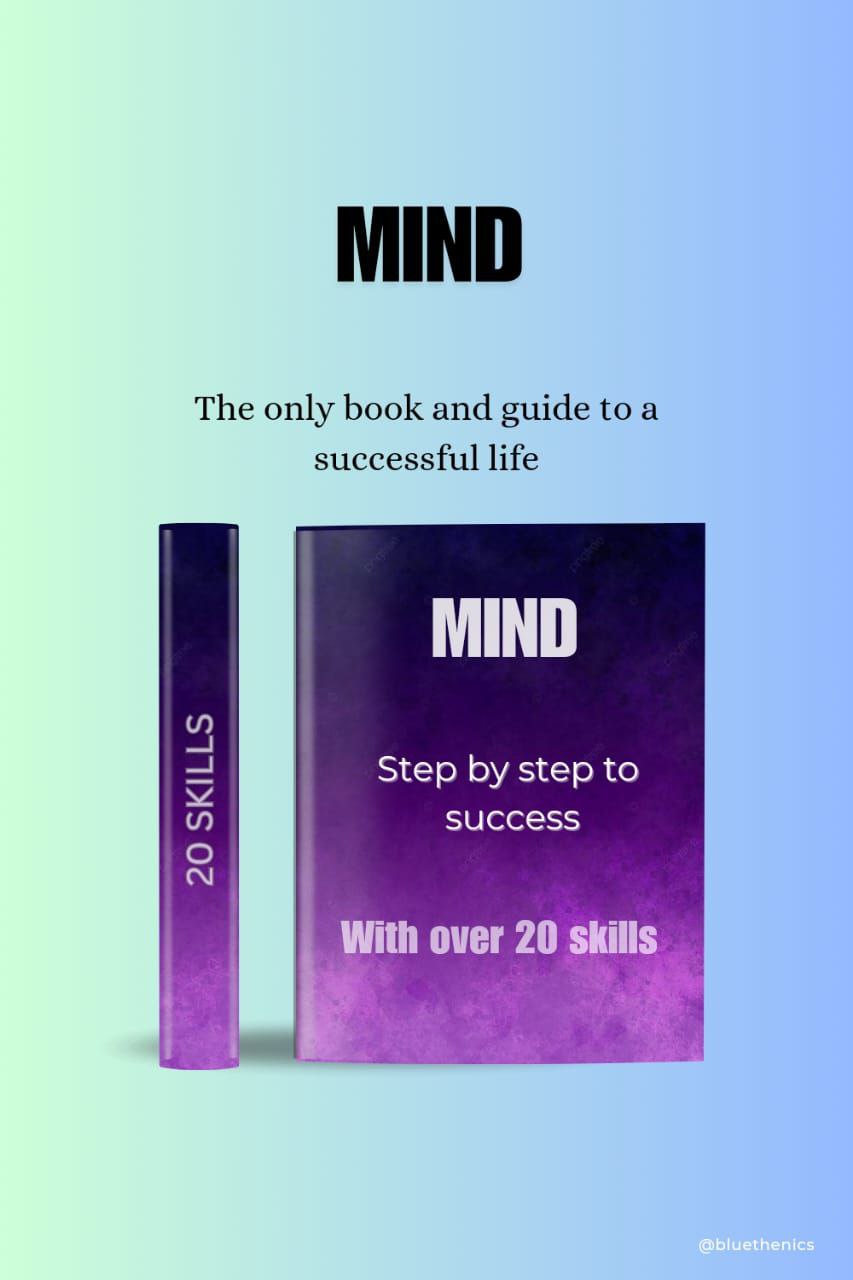 MIND
The only book and guide to a
successful life
20 SKILLS
MIND
Step by step to
success
With over 20 skills
@bluethenics